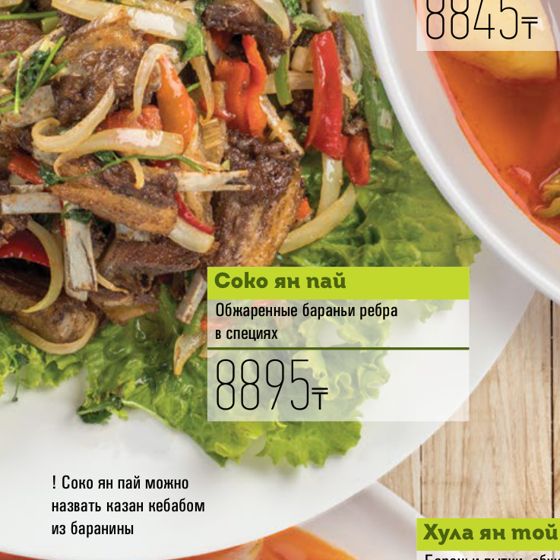 8845₸
Соко ян пай
Обжаренные бараньи ребра
в специях
8895₸
! Соко ян пай можно
назвать казан кебабом
из баранины
Хула ян той